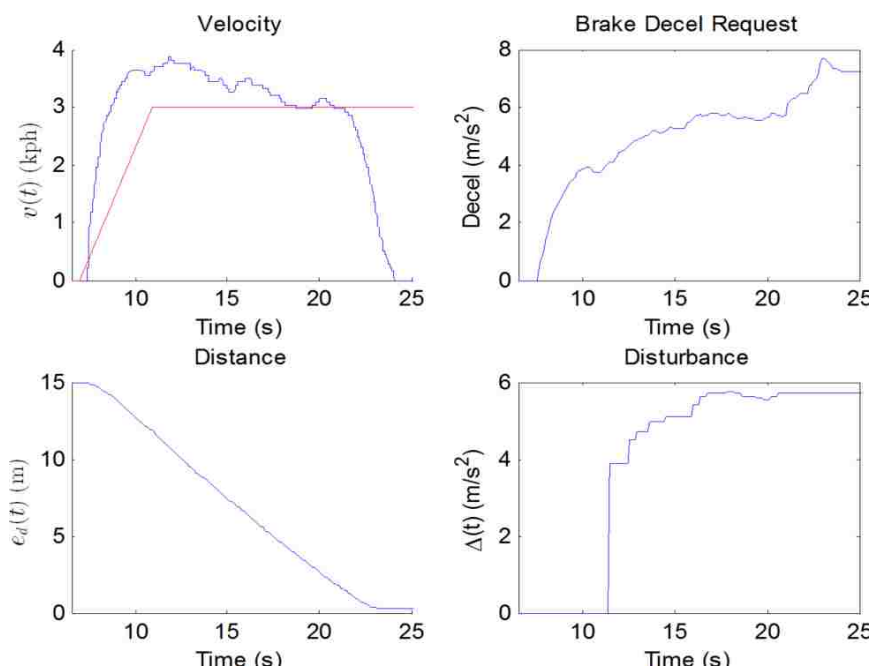 Velocity
4
3
2
1
0
v(t) (kph)
10 15 20 25
Time (s)
Brake Decel Request
8
6
4
2
0
Decel (m/s²)
10 15 20 25
Time (s)
Distance
15
10
5
0
e_d(t) (m)
10 15 20 25
Time (s)
Disturbance
6
4
2
0
Δ(t) (m/s²)
10 15 20 25
Time (s)